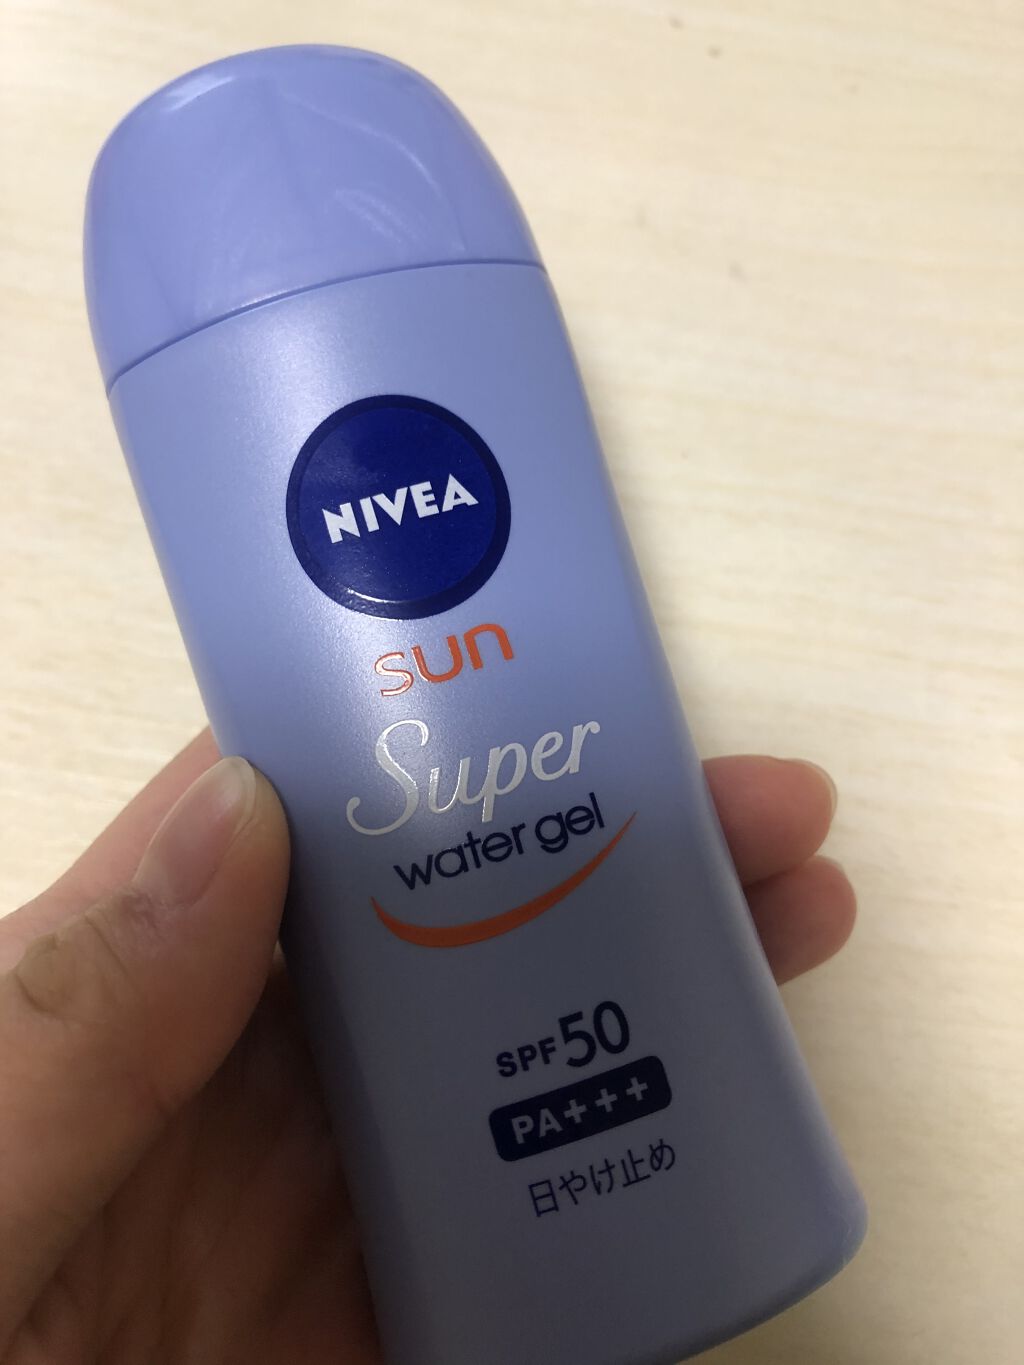 NIVEA
sun
Super
water gel
SPF50
PA+++
日やけ止め